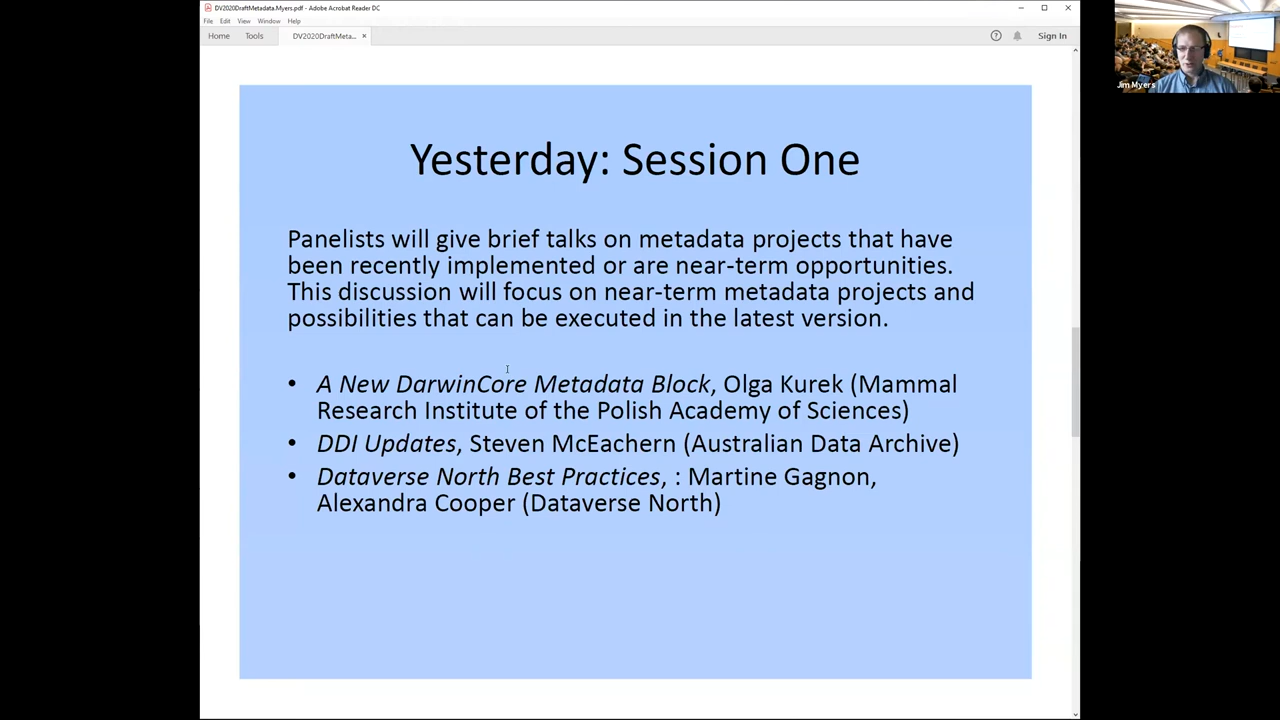 DV2020DraftMetadata.Myers.pdf - Adobe Acrobat Reader DC
File Edit View Window Help
Home Tools DV2020DraftMeta... × Sign In
Jim Myers
Yesterday: Session One
Panelists will give brief talks on metadata projects that have
been recently implemented or are near-term opportunities.
This discussion will focus on near-term metadata projects and
possibilities that can be executed in the latest version.
• A New DarwinCore Metadata Block, Olga Kurek (Mammal
Research Institute of the Polish Academy of Sciences)
• DDI Updates, Steven McEachern (Australian Data Archive)
• Dataverse North Best Practices, : Martine Gagnon,
Alexandra Cooper (Dataverse North)